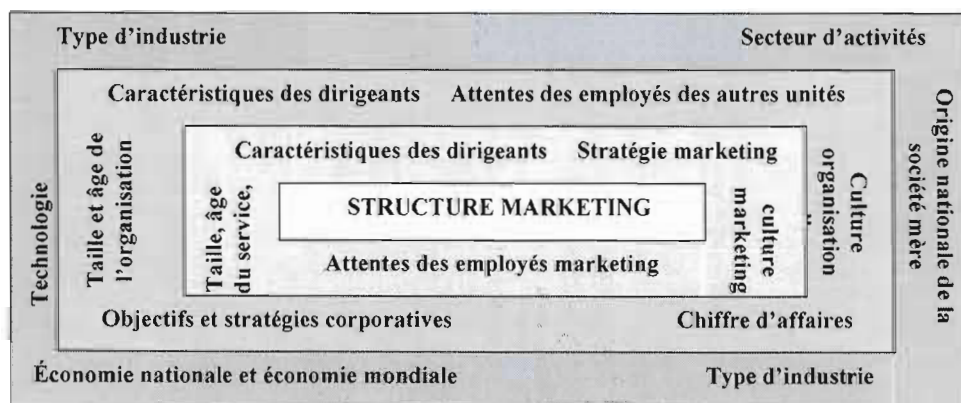 Type d'industrie
Secteur d'activités
Caractéristiques des dirigeants
Attentes des employés des autres unités
Caractéristiques des dirigeants
Stratégie marketing
STRUCTURE MARKETING
Attentes des employés marketing
Technologie
Taille et âge de
l'organisation
Taille, âge
du service,
culture
marketing
Culture
organisation
Origine nationale de la
société mère
Objectifs et stratégies corporatives
Chiffre d'affaires
Économie nationale et économie mondiale
Type d'industrie